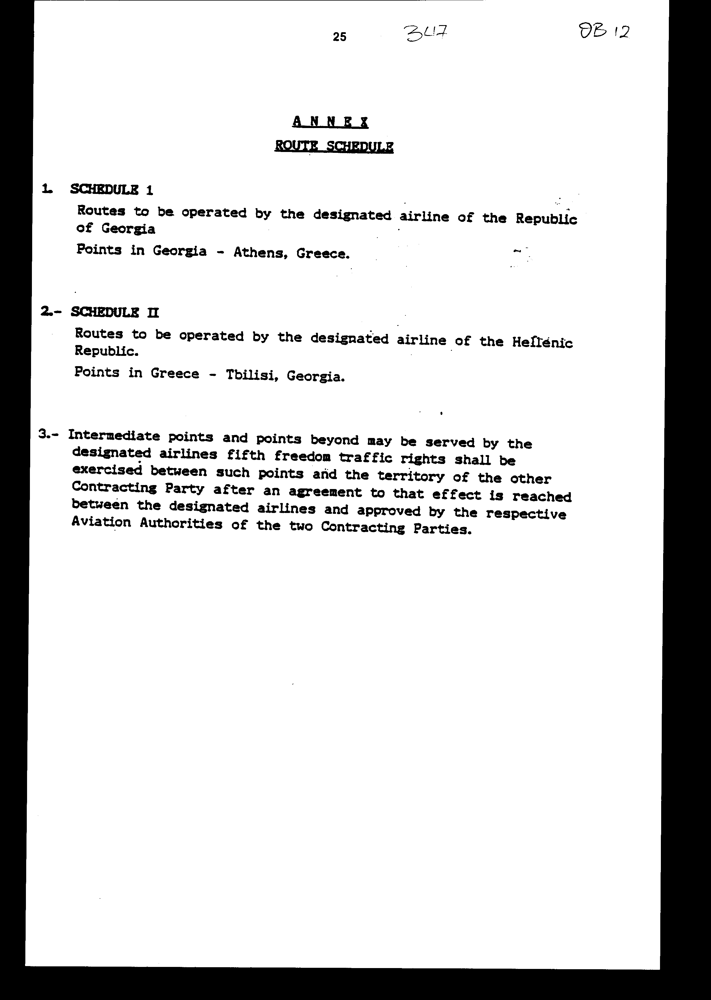 25 347 ΘΒ 12
A N N E X
ROUTE SCHEDULE
1. SCHEDULE 1
Routes to be operated by the designated airline of the Republic
of Georgia
Points in Georgia - Athens, Greece.
2.- SCHEDULE II
Routes to be operated by the designated airline of the Hellenic
Republic.
Points in Greece - Tbilisi, Georgia.
3.- Intermediate points and points beyond may be served by the
designated airlines fifth freedom traffic rights shall be
exercised between such points and the territory of the other
Contracting Party after an agreement to that effect is reached
between the designated airlines and approved by the respective
Aviation Authorities of the two Contracting Parties.